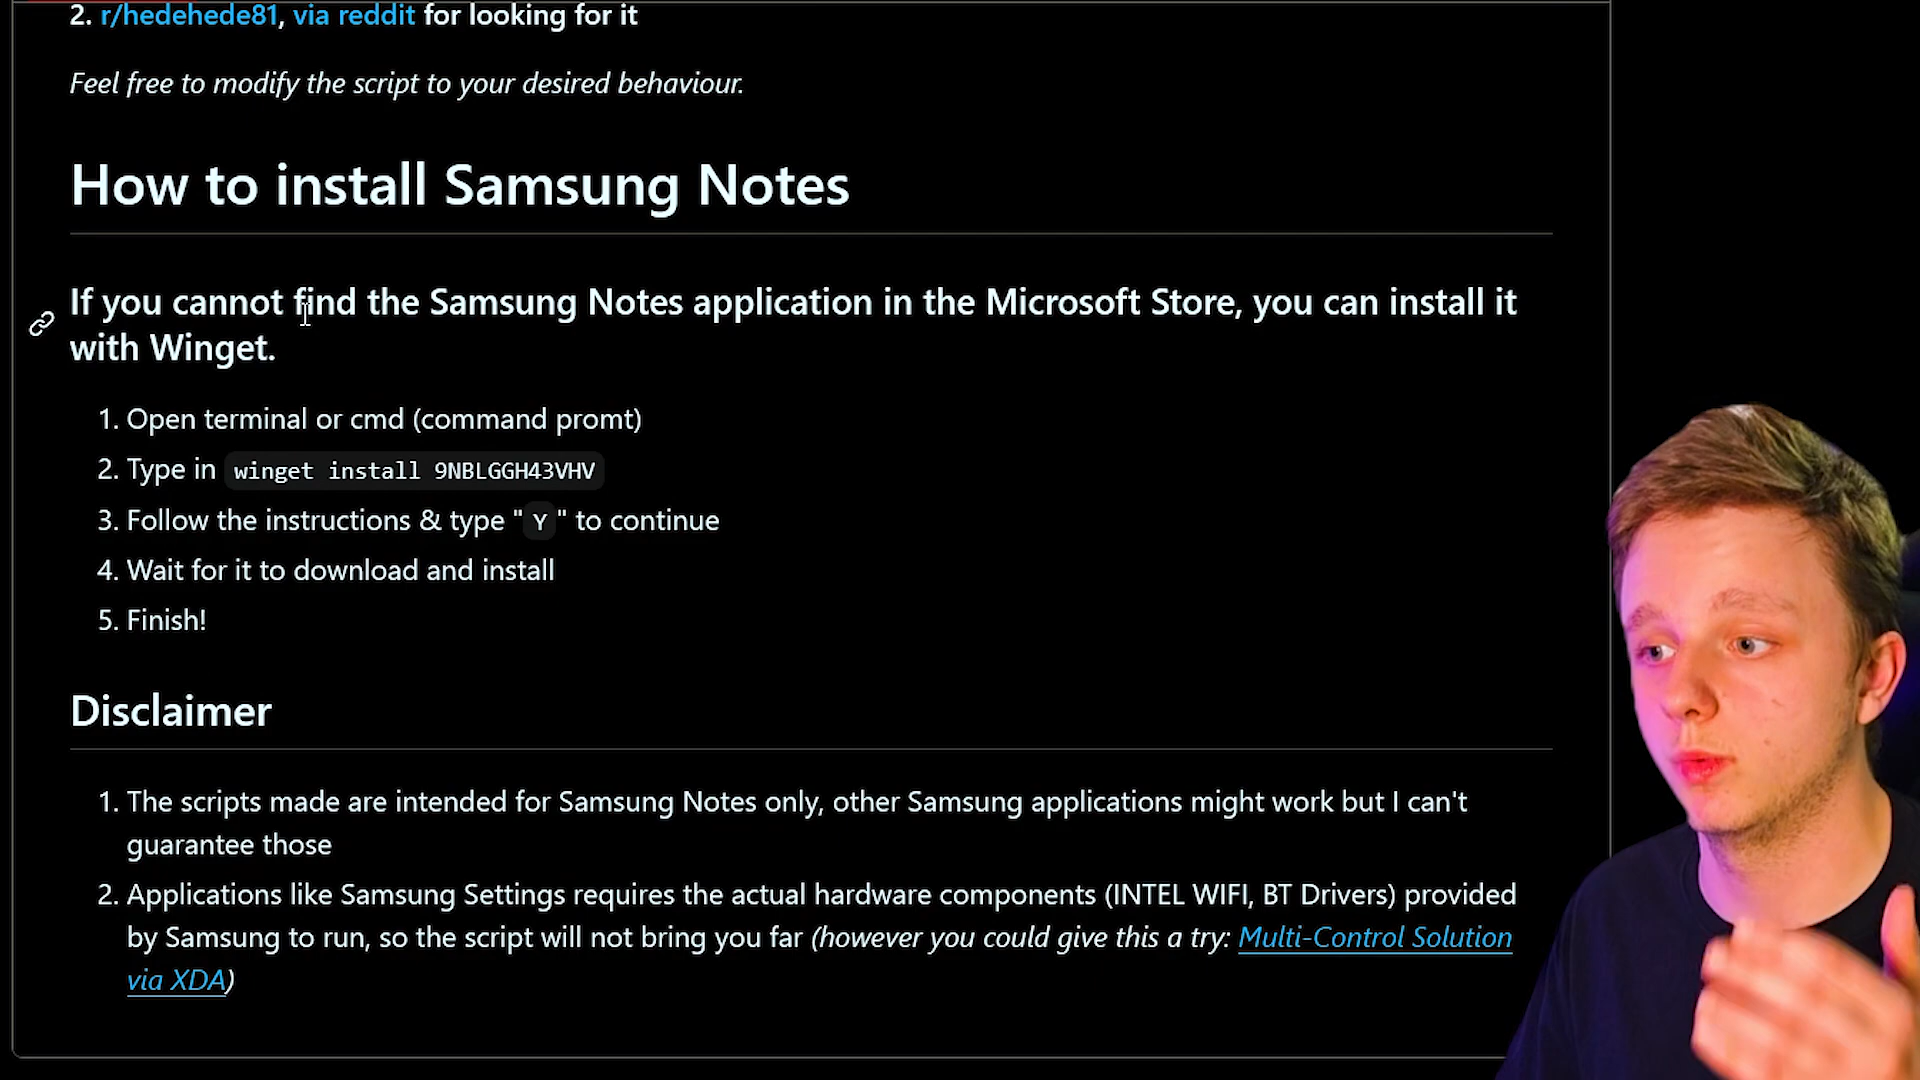 2. r/hedehede81, via reddit for looking for it
Feel free to modify the script to your desired behaviour.
How to install Samsung Notes
If you cannot find the Samsung Notes application in the Microsoft Store, you can install it
with Winget.
1. Open terminal or cmd (command promt)
2. Type in winget install 9NBLGGH43VHV
3. Follow the instructions & type "Y" to continue
4. Wait for it to download and install
5. Finish!
Disclaimer
1. The scripts made are intended for Samsung Notes only, other Samsung applications might work but I can't
guarantee those
2. Applications like Samsung Settings requires the actual hardware components (INTEL WIFI, BT Drivers) provided
by Samsung to run, so the script will not bring you far (however you could give this a try: Multi-Control Solution
via XDA)